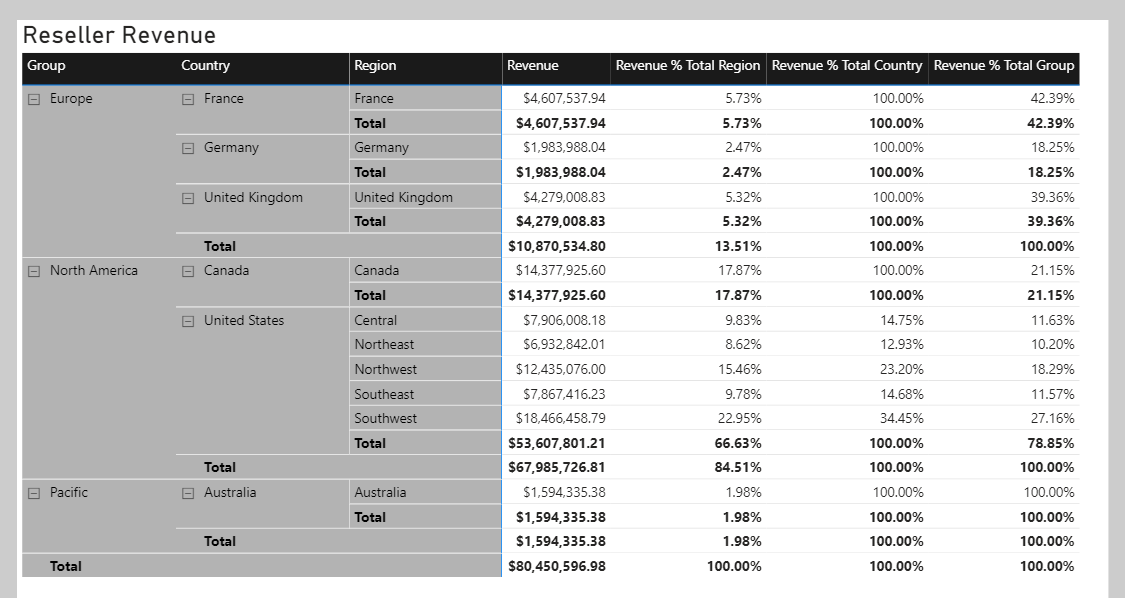 Reseller Revenue
Group Country Region Revenue Revenue % Total Region Revenue % Total Country Revenue % Total Group
Europe France France $4,607,537.94 5.73% 100.00% 42.39%
Total $4,607,537.94 5.73% 100.00% 42.39%
Germany Germany $1,983,988.04 2.47% 100.00% 18.25%
Total $1,983,988.04 2.47% 100.00% 18.25%
United Kingdom United Kingdom $4,279,008.83 5.32% 100.00% 39.36%
Total $4,279,008.83 5.32% 100.00% 39.36%
Total $10,870,534.80 13.51% 100.00% 100.00%
North America Canada Canada $14,377,925.60 17.87% 100.00% 21.15%
Total $14,377,925.60 17.87% 100.00% 21.15%
United States Central $7,906,008.18 9.83% 14.75% 11.63%
Northeast $6,932,842.01 8.62% 12.93% 10.20%
Northwest $12,435,076.00 15.46% 23.20% 18.29%
Southeast $7,867,416.23 9.78% 14.68% 11.57%
Southwest $18,466,458.79 22.95% 34.45% 27.16%
Total $53,607,801.21 66.63% 100.00% 78.85%
Total $67,985,726.81 84.51% 100.00% 100.00%
Pacific Australia Australia $1,594,335.38 1.98% 100.00% 100.00%
Total $1,594,335.38 1.98% 100.00% 100.00%
Total $1,594,335.38 1.98% 100.00% 100.00%
Total $80,450,596.98 100.00% 100.00% 100.00%